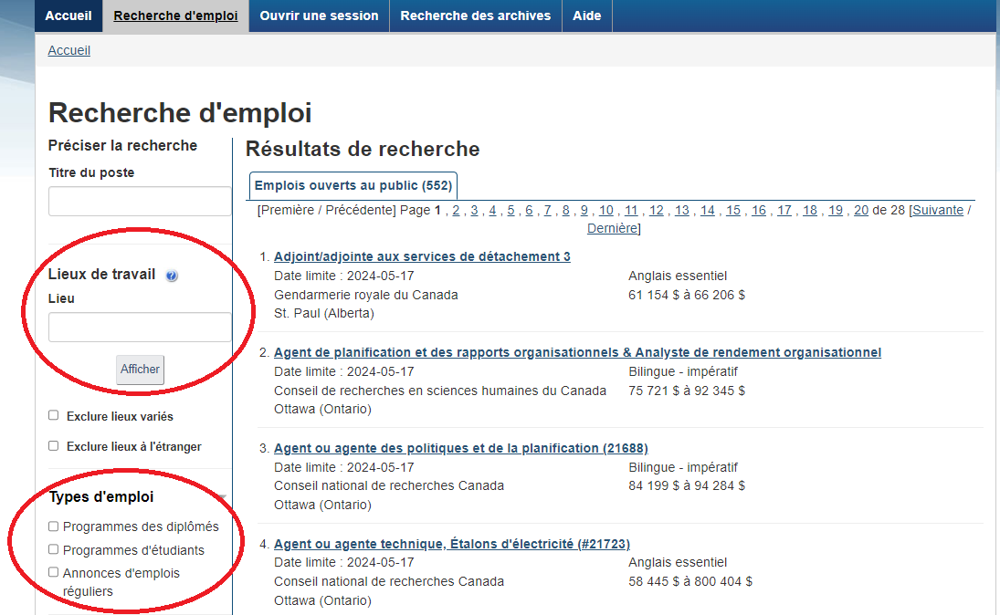 Accueil Recherche d'emploi Ouvrir une session Recherche des archives Aide
Accueil
Recherche d'emploi
Préciser la recherche
Titre du poste
Lieux de travail ?
Lieu
Afficher
Exclure lieux variés
Exclure lieux à l'étranger
Types d'emploi
Programmes des diplômés
Programmes d'étudiants
Annonces d'emplois
réguliers
Résultats de recherche
Emplois ouverts au public (552)
[Première / Précédente] Page 1 , 2 , 3 , 4 , 5 , 6 , 7 , 8 , 9 , 10 , 11 , 12 , 13 , 14 , 15 , 16 , 17 , 18 , 19 , 20 de 28 [Suivante /
Dernière]
1. Adjoint/adjointe aux services de détachement 3
Date limite : 2024-05-17 Anglais essentiel
Gendarmerie royale du Canada 61 154 $ à 66 206 $
St. Paul (Alberta)
2. Agent de planification et des rapports organisationnels & Analyste de rendement organisationnel
Date limite : 2024-05-17 Bilingue - impératif
Conseil de recherches en sciences humaines du Canada 75 721 $ à 92 345 $
Ottawa (Ontario)
3. Agent ou agente des politiques et de la planification (21688)
Date limite : 2024-05-17 Bilingue - impératif
Conseil national de recherches Canada 84 199 $ à 94 284 $
Ottawa (Ontario)
4. Agent ou agente technique, Étalons d'électricité (#21723)
Date limite : 2024-05-17 Anglais essentiel
Conseil national de recherches Canada 58 445 $ à 800 404 $
Ottawa (Ontario)